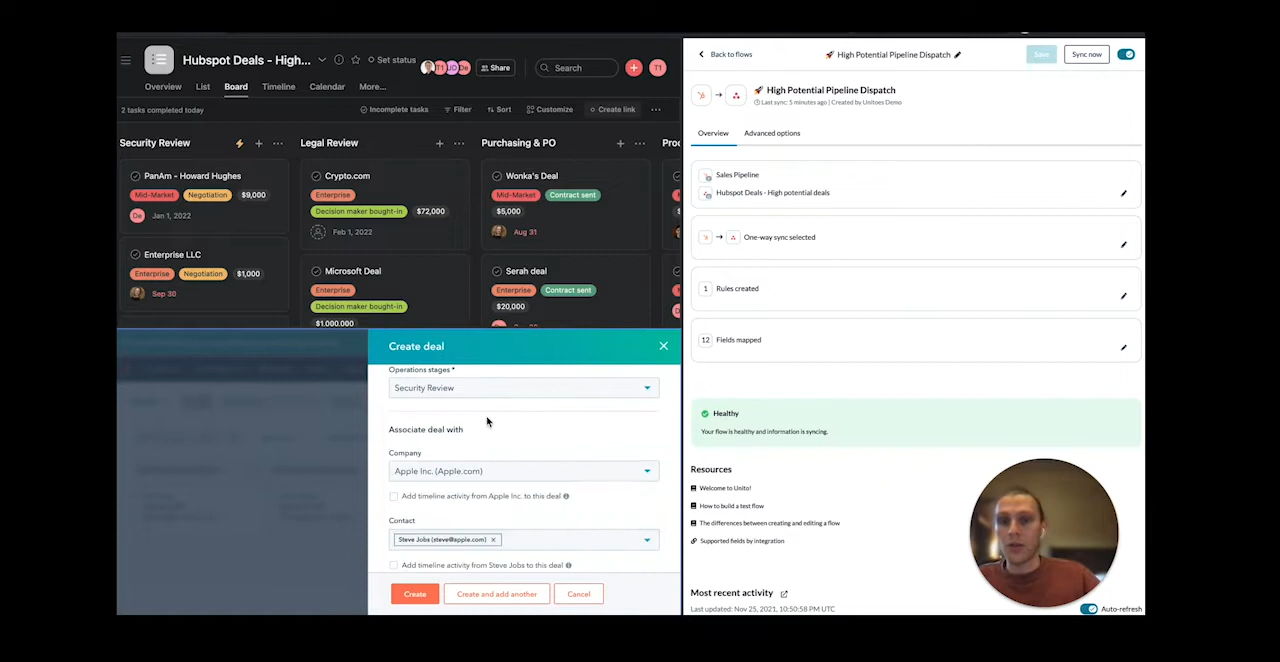 Hubspot Deals - High...
Set status
T1
JO
De
Share
Search
T1
Overview
List
Board
Timeline
Calendar
More...
2 tasks completed today
Incomplete tasks
Filter
Sort
Customize
Create link
Security Review
PanAm - Howard Hughes
Mid-Market
Negotiation
$9,000
De
Jan 1, 2022
Enterprise LLC
Enterprise
Negotiation
$1,000
Sep 30
Legal Review
Crypto.com
Enterprise
Decision maker bought-in
$72,000
Feb 1, 2022
Microsoft Deal
Enterprise
Decision maker bought-in
$1,000,000
Purchasing & PO
Wonka's Deal
Mid-Market
Contract sent
$5,000
Aug 31
Serah deal
Enterprise
Contract sent
$20,000
Proc
Create deal
Operations stages *
Security Review
Associate deal with
Company
Apple Inc. (Apple.com)
Add timeline activity from Apple Inc. to this deal
Contact
Steve Jobs (steve@apple.com)
Add timeline activity from Steve Jobs to this deal
Create
Create and add another
Cancel
Back to flows
High Potential Pipeline Dispatch
Save
Sync now
High Potential Pipeline Dispatch
Last sync: 5 minutes ago | Created by Unitoes Demo
Overview
Advanced options
Sales Pipeline
Hubspot Deals - High potential deals
One-way sync selected
1 Rules created
12 Fields mapped
Healthy
Your flow is healthy and information is syncing.
Resources
Welcome to Unito!
How to build a test flow
The differences between creating and editing a flow
Supported fields by integration
Most recent activity
Last updated: Nov 25, 2021, 10:50:58 PM UTC
Auto-refresh